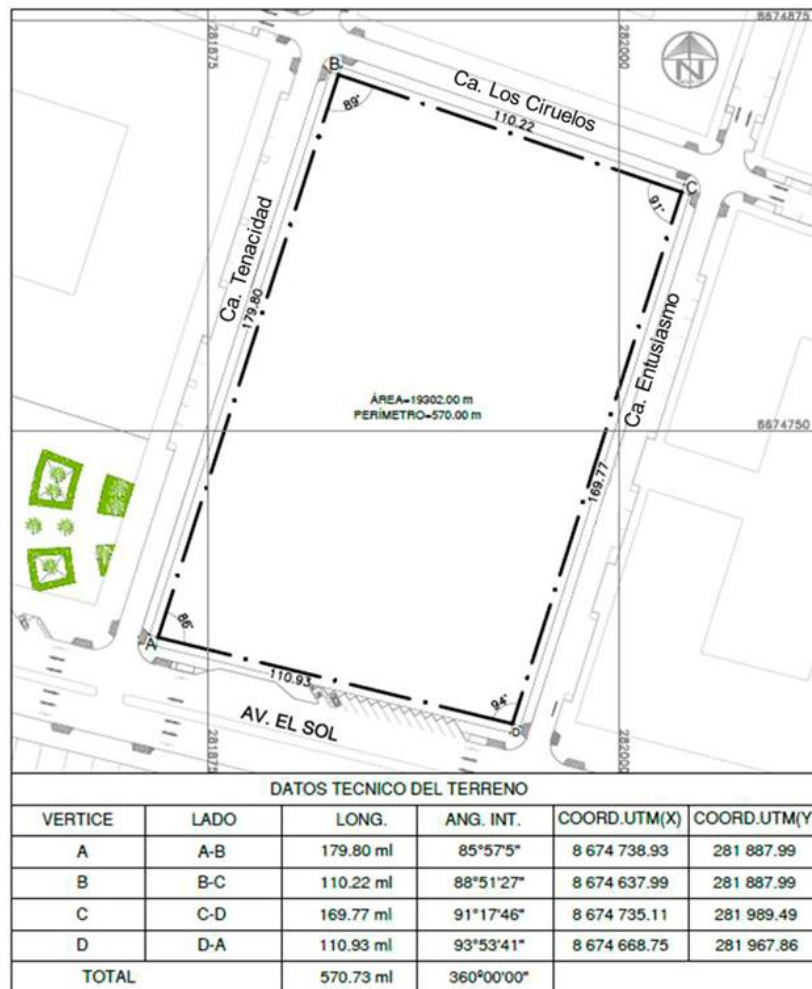 8674875
281875
282000
B
Ca. Los Ciruelos
110.22
N
89°
C
91°
Ca. Tenacidad
179.80
Ca. Entusiasmo
ÁREA=19302.00 m
PERÍMETRO=570.00 m
8674750
169.77
86°
A
110.93
94°
D
AV. EL SOL
281875
282000
DATOS TECNICO DEL TERRENO
VERTICE LADO LONG. ANG. INT. COORD.UTM(X) COORD.UTM(Y
A A-B 179.80 ml 85°57'5" 8 674 738.93 281 887.99
B B-C 110.22 ml 88°51'27" 8 674 637.99 281 887.99
C C-D 169.77 ml 91°17'46" 8 674 735.11 281 989.49
D D-A 110.93 ml 93°53'41" 8 674 668.75 281 967.86
TOTAL 570.73 ml 360º00'00"